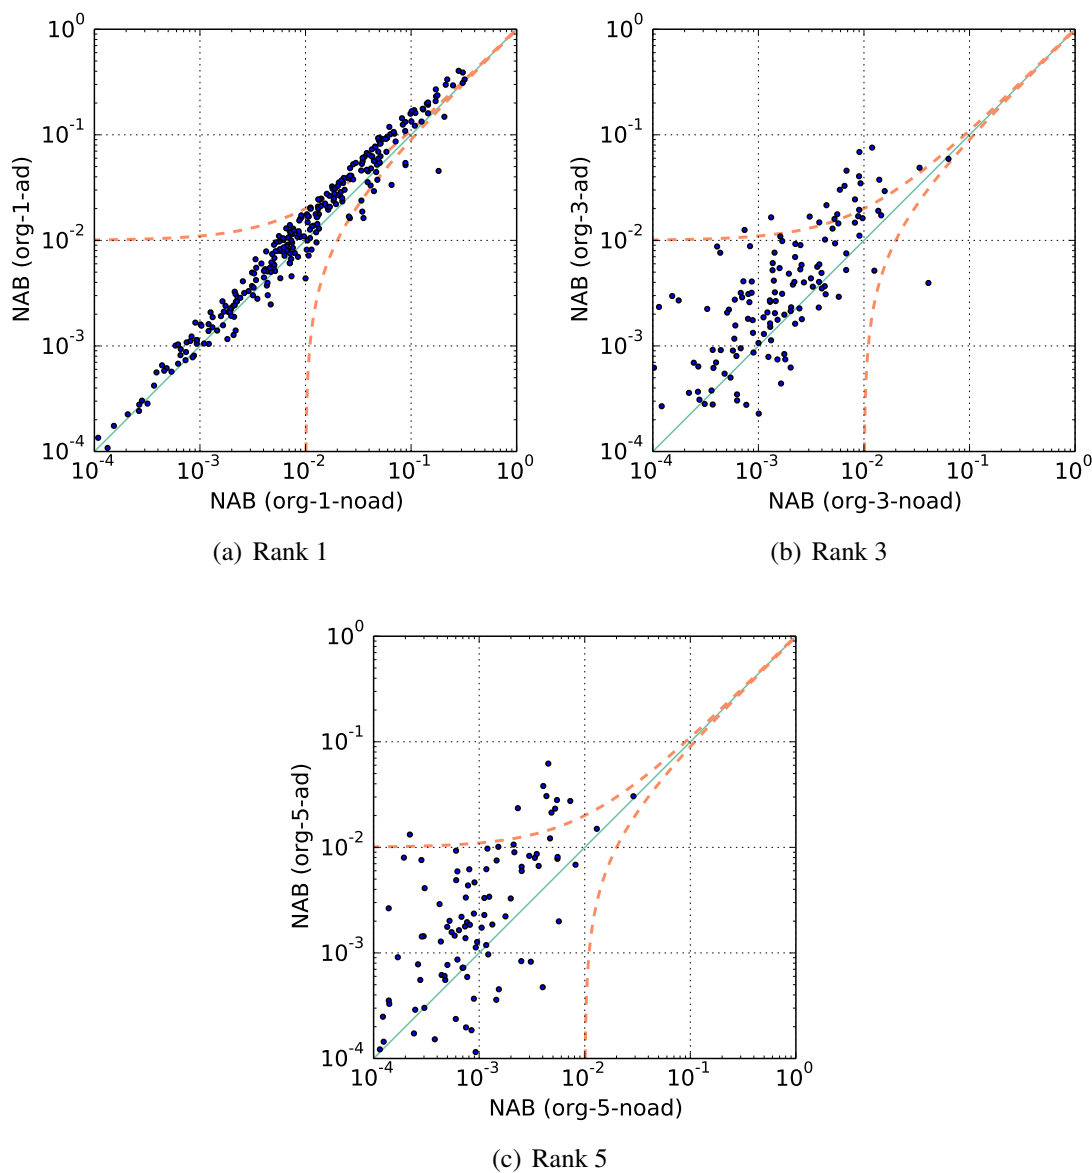 10^0
10^0
10^-1
10^-1
NAB (org-1-ad)
NAB (org-3-ad)
10^-2
10^-2
10^-3
10^-3
10^-4
10^-4
10^-4 10^-3 10^-2 10^-1 10^0
10^-4 10^-3 10^-2 10^-1 10^0
NAB (org-1-noad)
NAB (org-3-noad)
(a) Rank 1
(b) Rank 3
10^0
10^-1
NAB (org-5-ad)
10^-2
10^-3
10^-4
10^-4 10^-3 10^-2 10^-1 10^0
NAB (org-5-noad)
(c) Rank 5